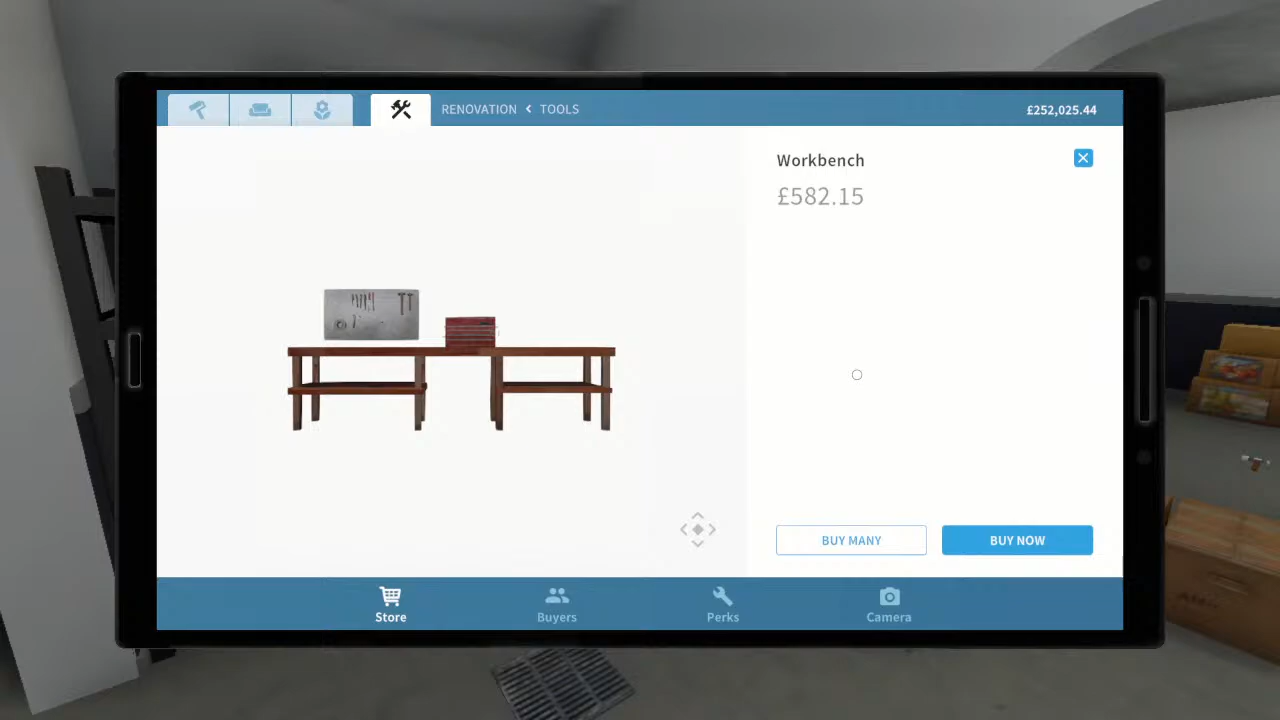 RENOVATION < TOOLS
£252,025.44
Workbench
£582.15
BUY MANY
BUY NOW
Store
Buyers
Perks
Camera